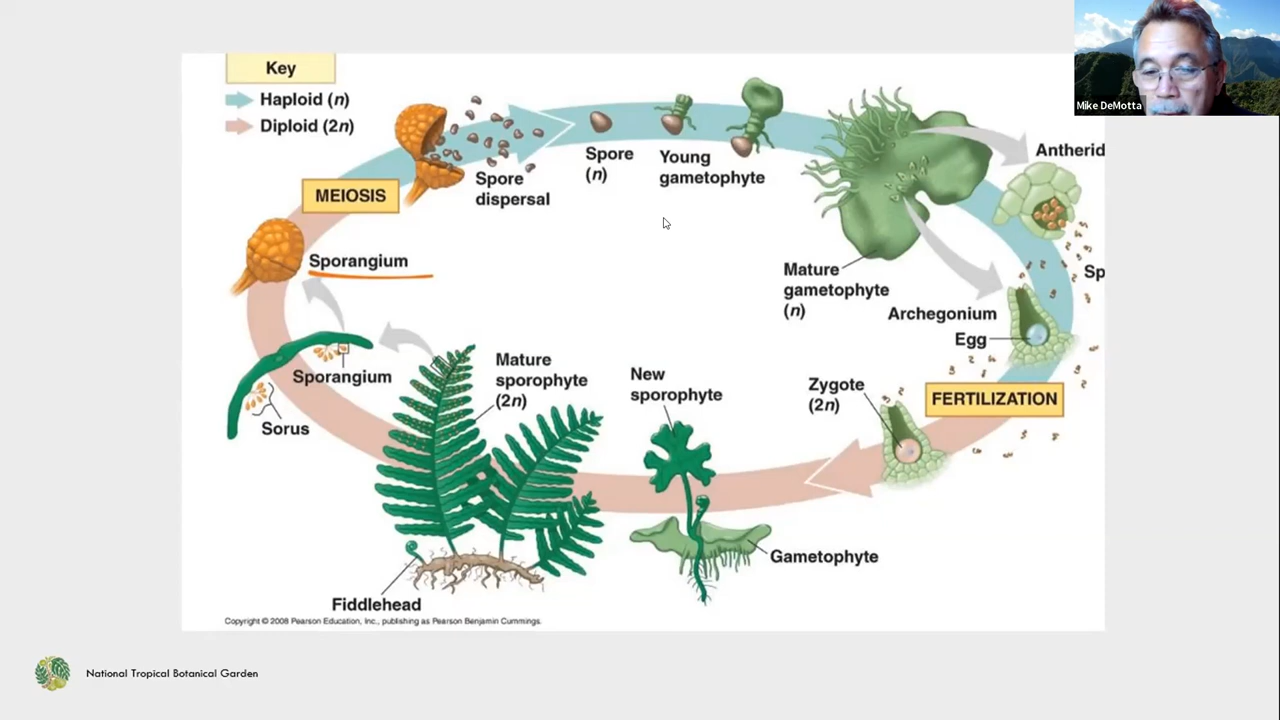 Key
Haploid (n)
Diploid (2n)
Mike DeMotta
MEIOSIS
Spore
dispersal
Spore
(n)
Young
gametophyte
Antherid
Sporangium
Mature
gametophyte
(n)
Sp
Archegonium
Egg
Sporangium
Sorus
Mature
sporophyte
(2n)
New
sporophyte
Zygote
(2n)
FERTILIZATION
Gametophyte
Fiddlehead
Copyright © 2008 Pearson Education, Inc., publishing as Pearson Benjamin Cummings.
National Tropical Botanical Garden